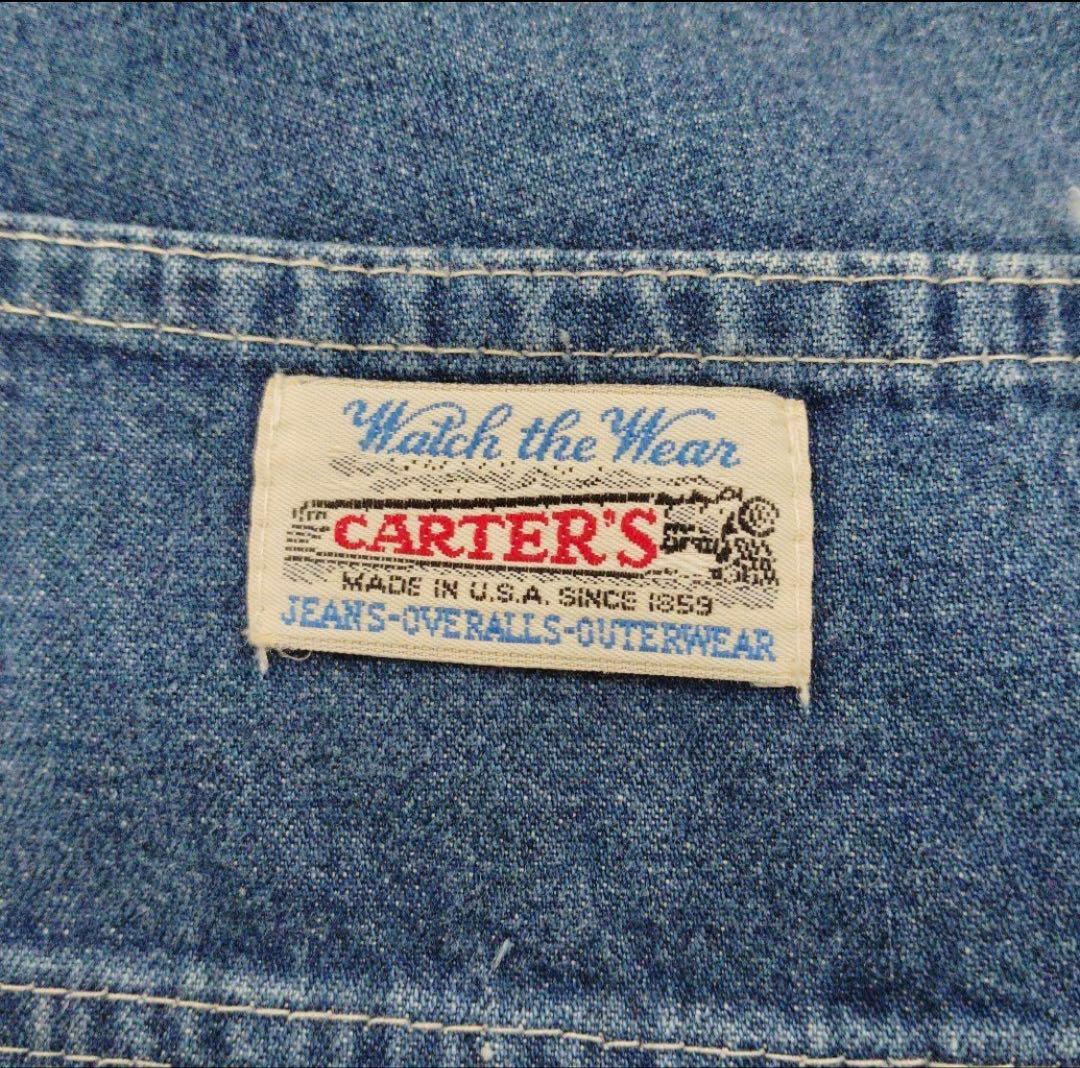 Watch the Wear
CARTER'S
MADE IN U.S.A. SINCE 1859
JEANS-OVERALLS-OUTERWEAR